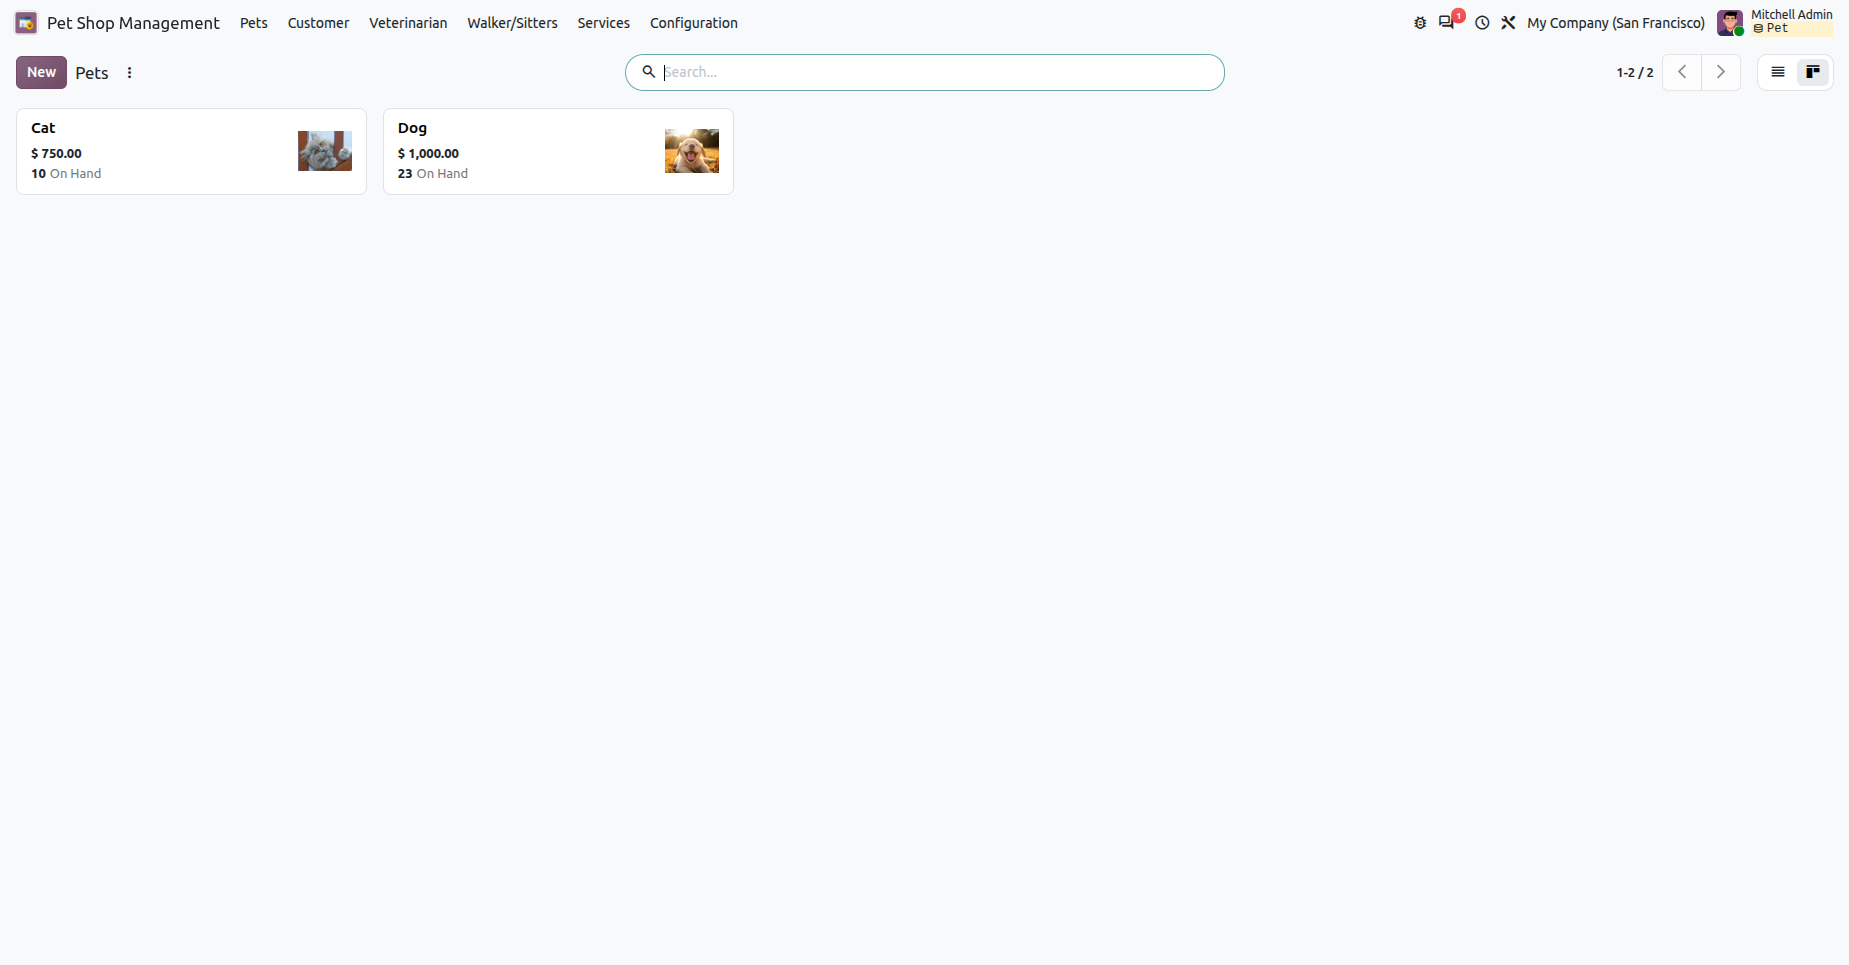 Pet Shop Management Pets Customer Veterinarian Walker/Sitters Services Configuration 1 My Company (San Francisco) Mitchell Admin
Pet
New Pets Search... 1-2 / 2
Cat
$ 750.00
10 On Hand
Dog
$ 1,000.00
23 On Hand